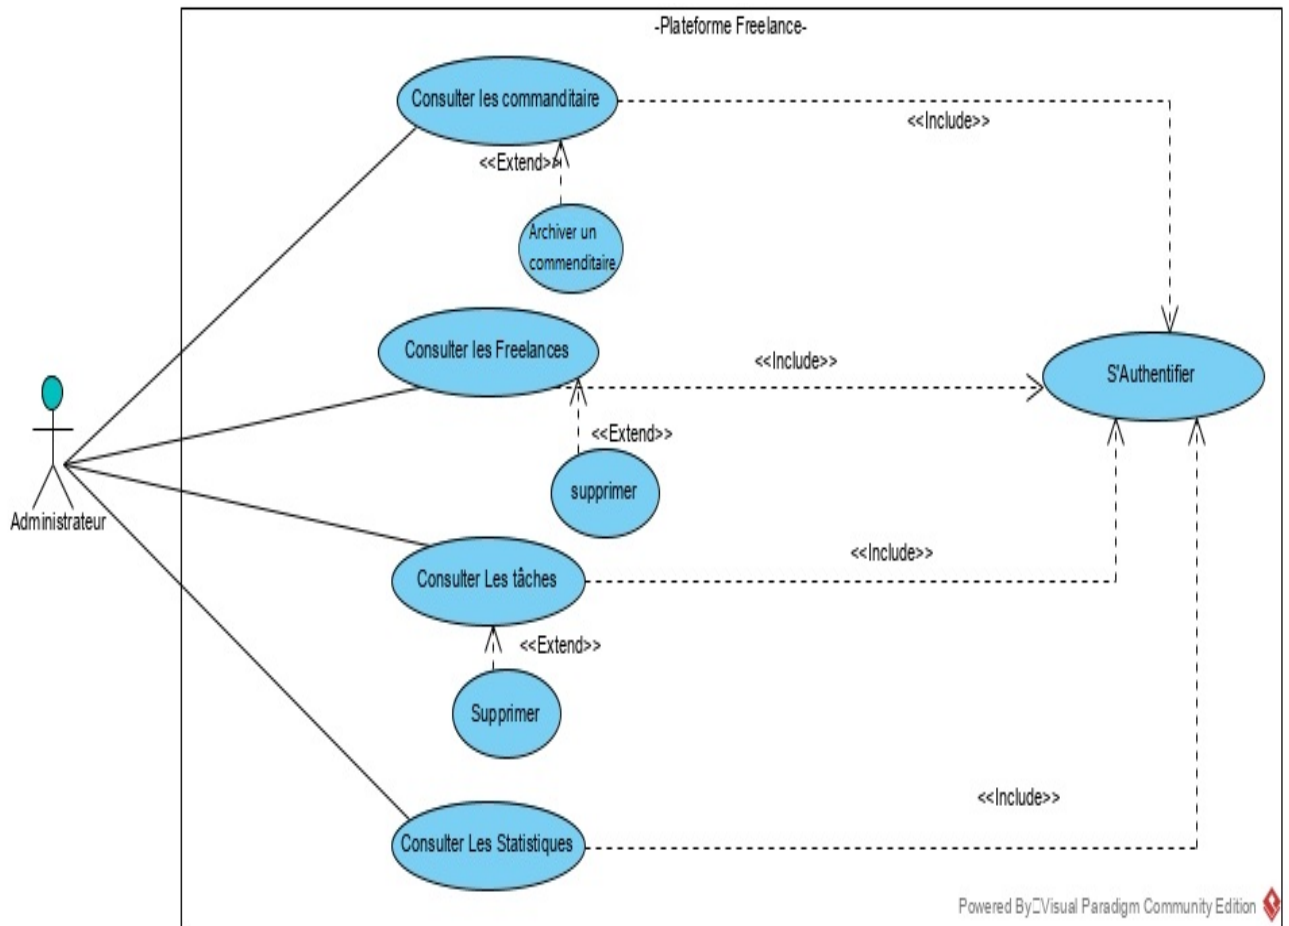 -Plateforme Freelance-
Consulter les commanditaire
<<Include>>
<<Extend>>
Archiver un
commenditaire
Consulter les Freelances
<<Include>>
S'Authentifier
<<Extend>>
supprimer
Administrateur
<<Include>>
Consulter Les tâches
<<Extend>>
Supprimer
<<Include>>
Consulter Les Statistiques
Powered By Visual Paradigm Community Edition